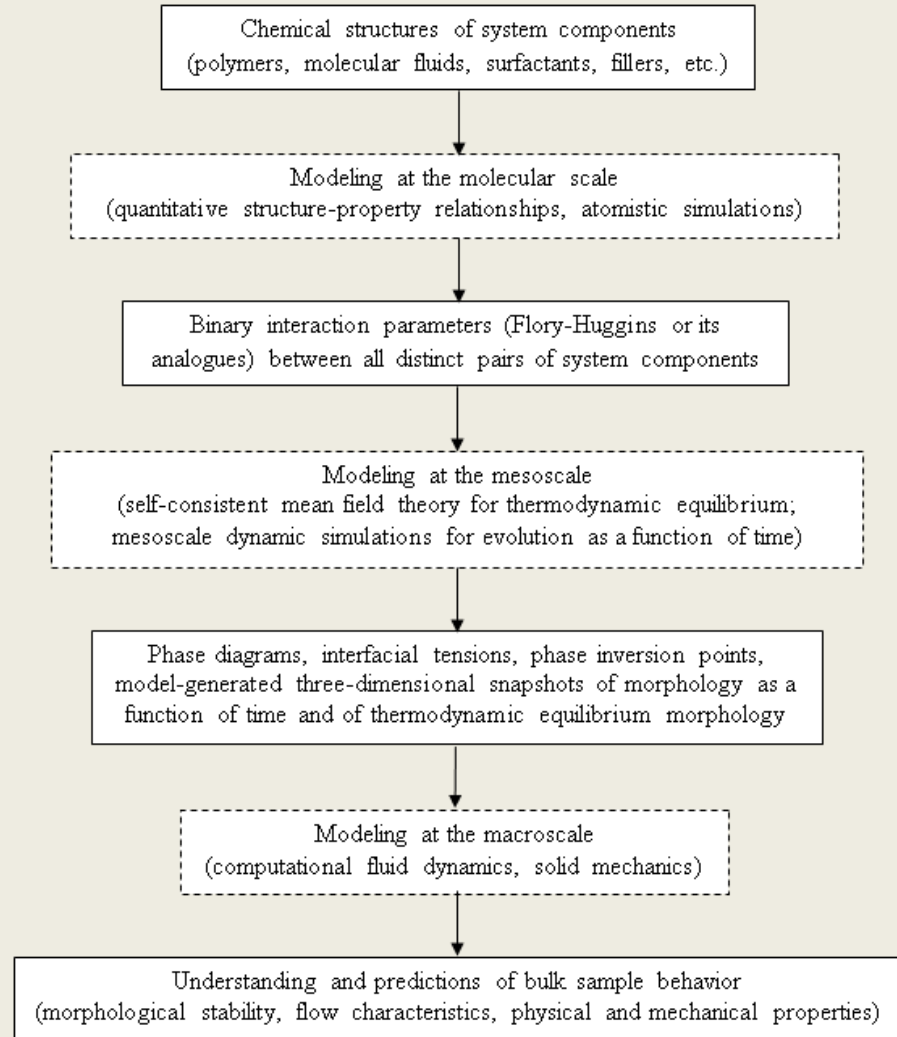 Chemical structures of system components
(polymers, molecular fluids, surfactants, fillers, etc.)
Modeling at the molecular scale
(quantitative structure-property relationships, atomistic simulations)
Binary interaction parameters (Flory-Huggins or its
analogues) between all distinct pairs of system components
Modeling at the mesoscale
(self-consistent mean field theory for thermodynamic equilibrium;
mesoscale dynamic simulations for evolution as a function of time)
Phase diagrams, interfacial tensions, phase inversion points,
model-generated three-dimensional snapshots of morphology as a
function of time and of thermodynamic equilibrium morphology
Modeling at the macroscale
(computational fluid dynamics, solid mechanics)
Understanding and predictions of bulk sample behavior
(morphological stability, flow characteristics, physical and mechanical properties)